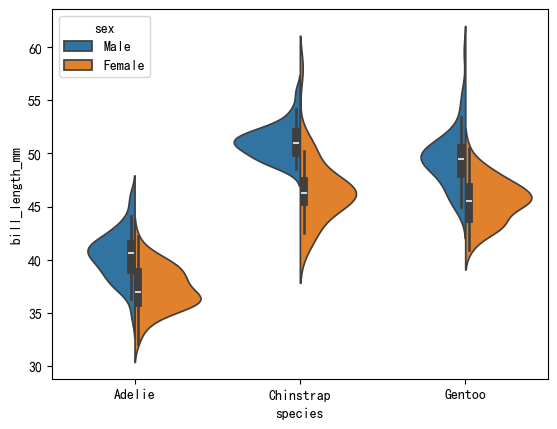 sex
Male
Female
60
55
50
45
40
35
30
bill_length_mm
Adelie
Chinstrap
Gentoo
species